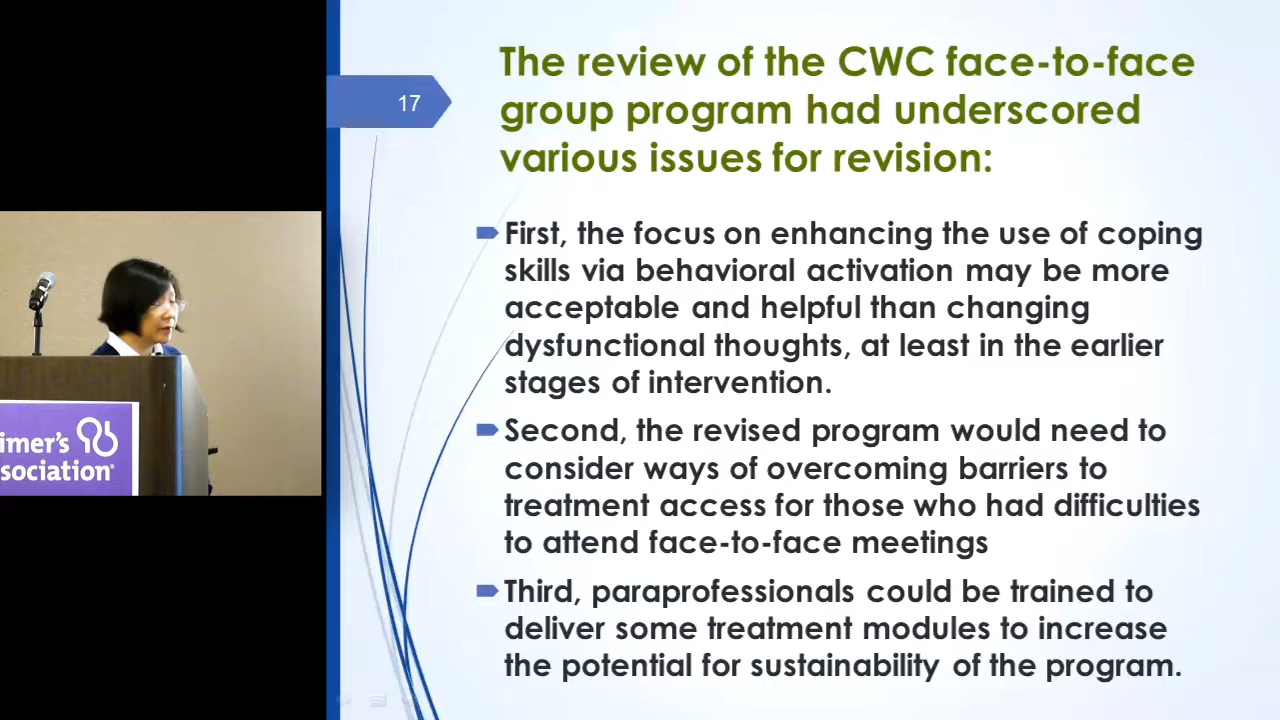 17
The review of the CWC face-to-face
group program had underscored
various issues for revision:
First, the focus on enhancing the use of coping
skills via behavioral activation may be more
acceptable and helpful than changing
dysfunctional thoughts, at least in the earlier
stages of intervention.
Second, the revised program would need to
consider ways of overcoming barriers to
treatment access for those who had difficulties
to attend face-to-face meetings
Third, paraprofessionals could be trained to
deliver some treatment modules to increase
the potential for sustainability of the program.
imer's
sociation®